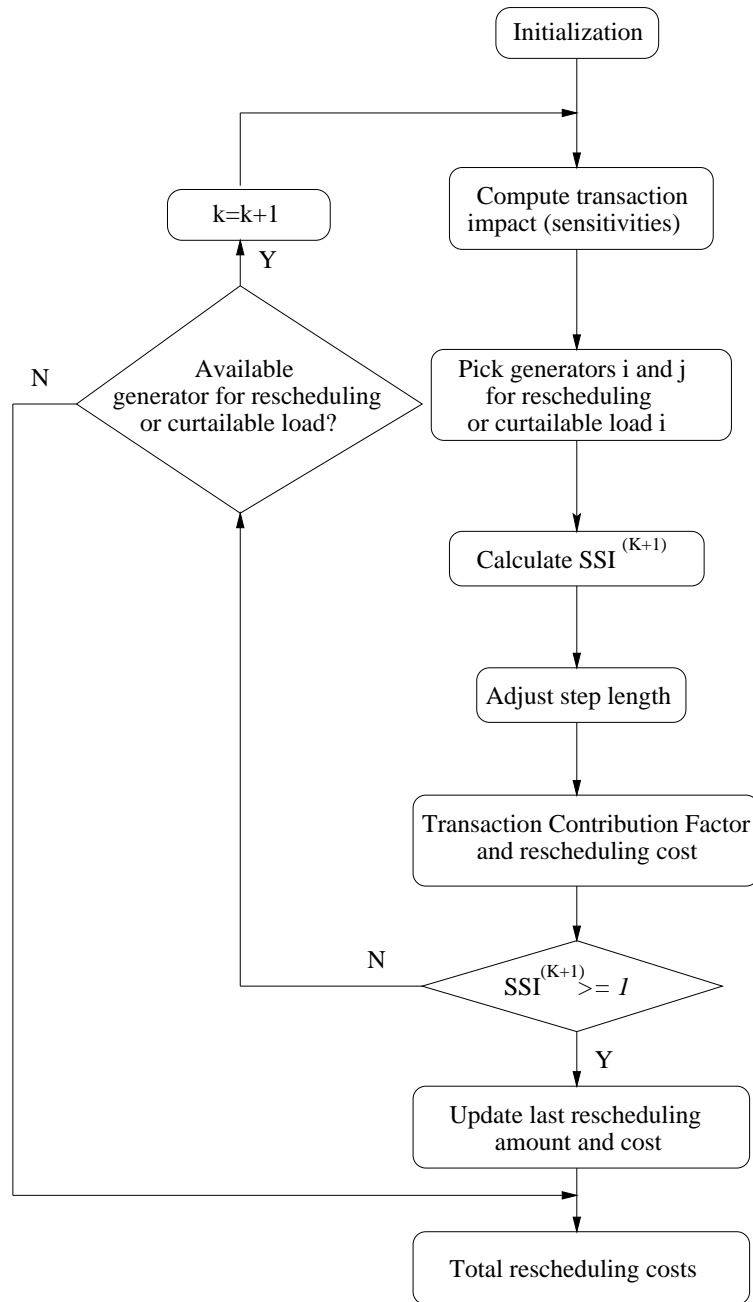 Initialization
Compute transaction
impact (sensitivities)
k=k+1
Y
Available
generator for rescheduling
or curtailable load?
N
Pick generators i and j
for rescheduling
or curtailable load i
Calculate SSI (K+1)
Adjust step length
Transaction Contribution Factor
and rescheduling cost
N
SSI(K+1) >= 1
Y
Update last rescheduling
amount and cost
Total rescheduling costs